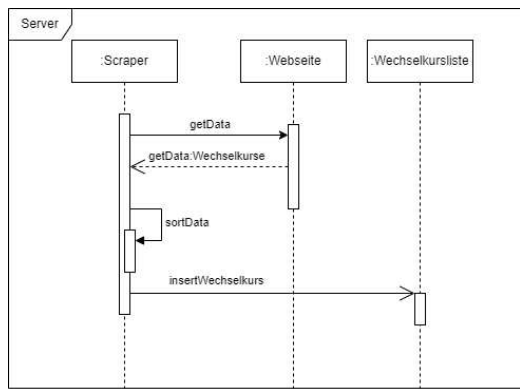 Server
:Scraper
:Webseite
:Wechselkursliste
getData
getData:Wechselkurse
sortData
insertWechselkurs